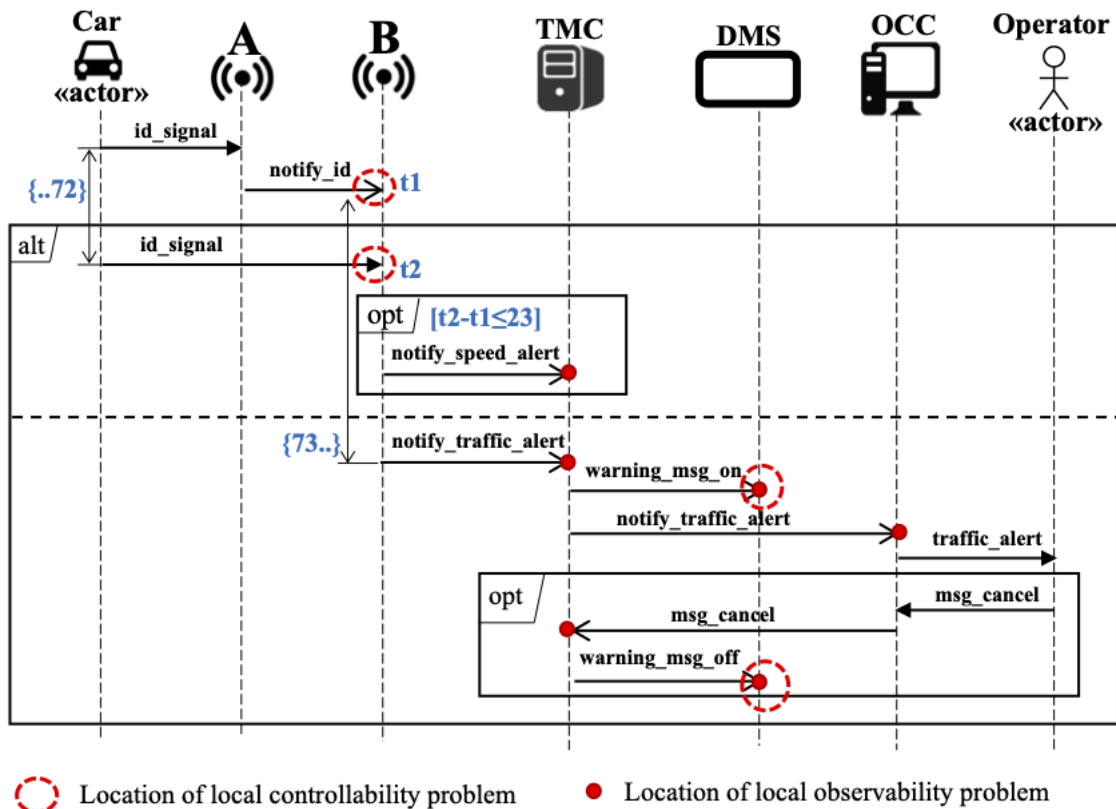 Car
A
B
TMC
DMS
OCC
Operator
«actor»
«actor»
id_signal
notify_id
t1
{..72}
alt
id_signal
t2
opt
[t2-t1≤23]
notify_speed_alert
{73..}
notify_traffic_alert
warning_msg_on
notify_traffic_alert
traffic_alert
opt
msg_cancel
msg_cancel
warning_msg_off
Location of local controllability problem
Location of local observability problem